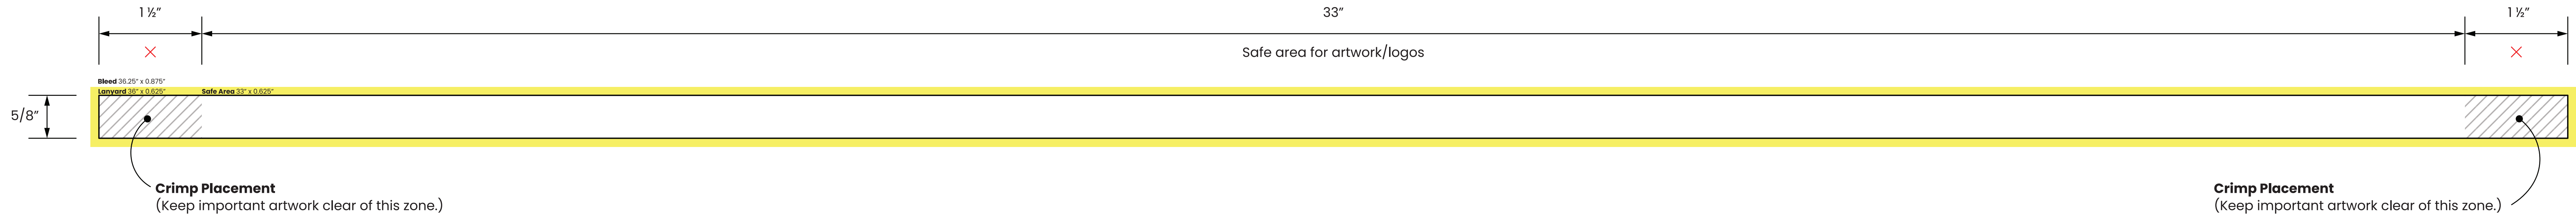 1 ½”
33”
1 ½”
Safe area for artwork/logos
Bleed 36.25” x 0.875”
Lanyard 36” x 0.625”
Safe Area 33” x 0.625”
5/8”
Crimp Placement
(Keep important artwork clear of this zone.)
Crimp Placement
(Keep important artwork clear of this zone.)